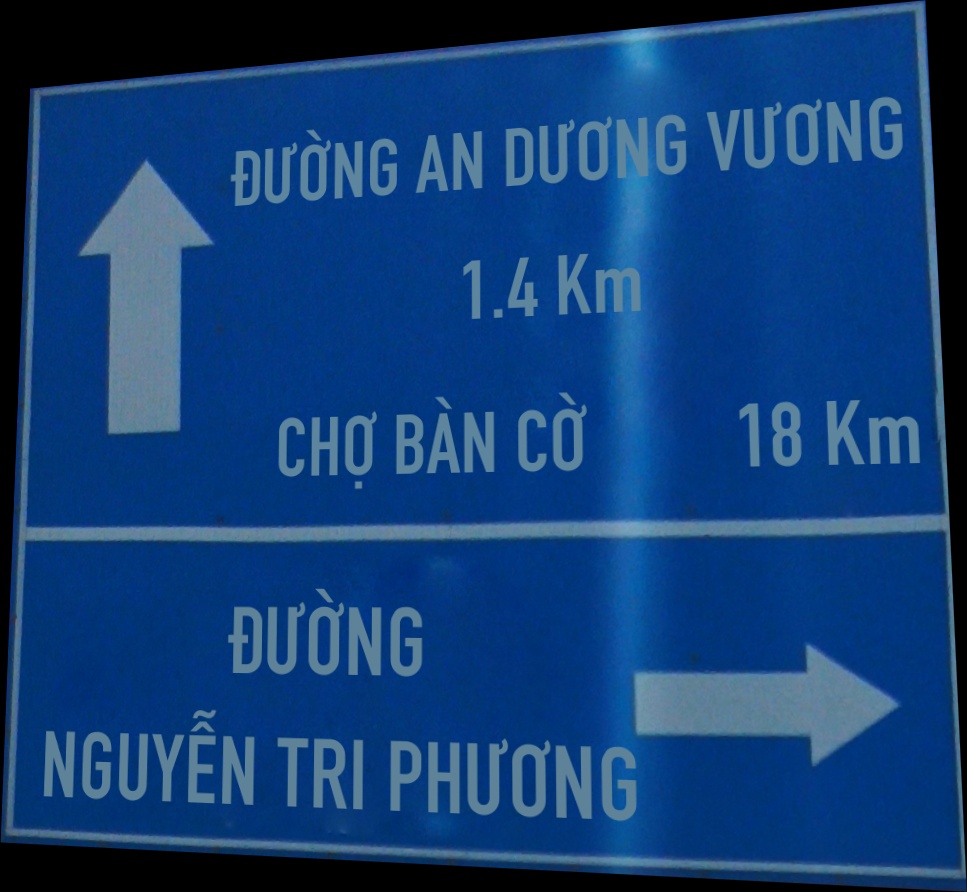 ĐƯỜNG AN DƯƠNG VƯƠNG
1.4 Km
CHỢ BÀN CỜ 18 Km
ĐƯỜNG
NGUYỄN TRI PHƯƠNG